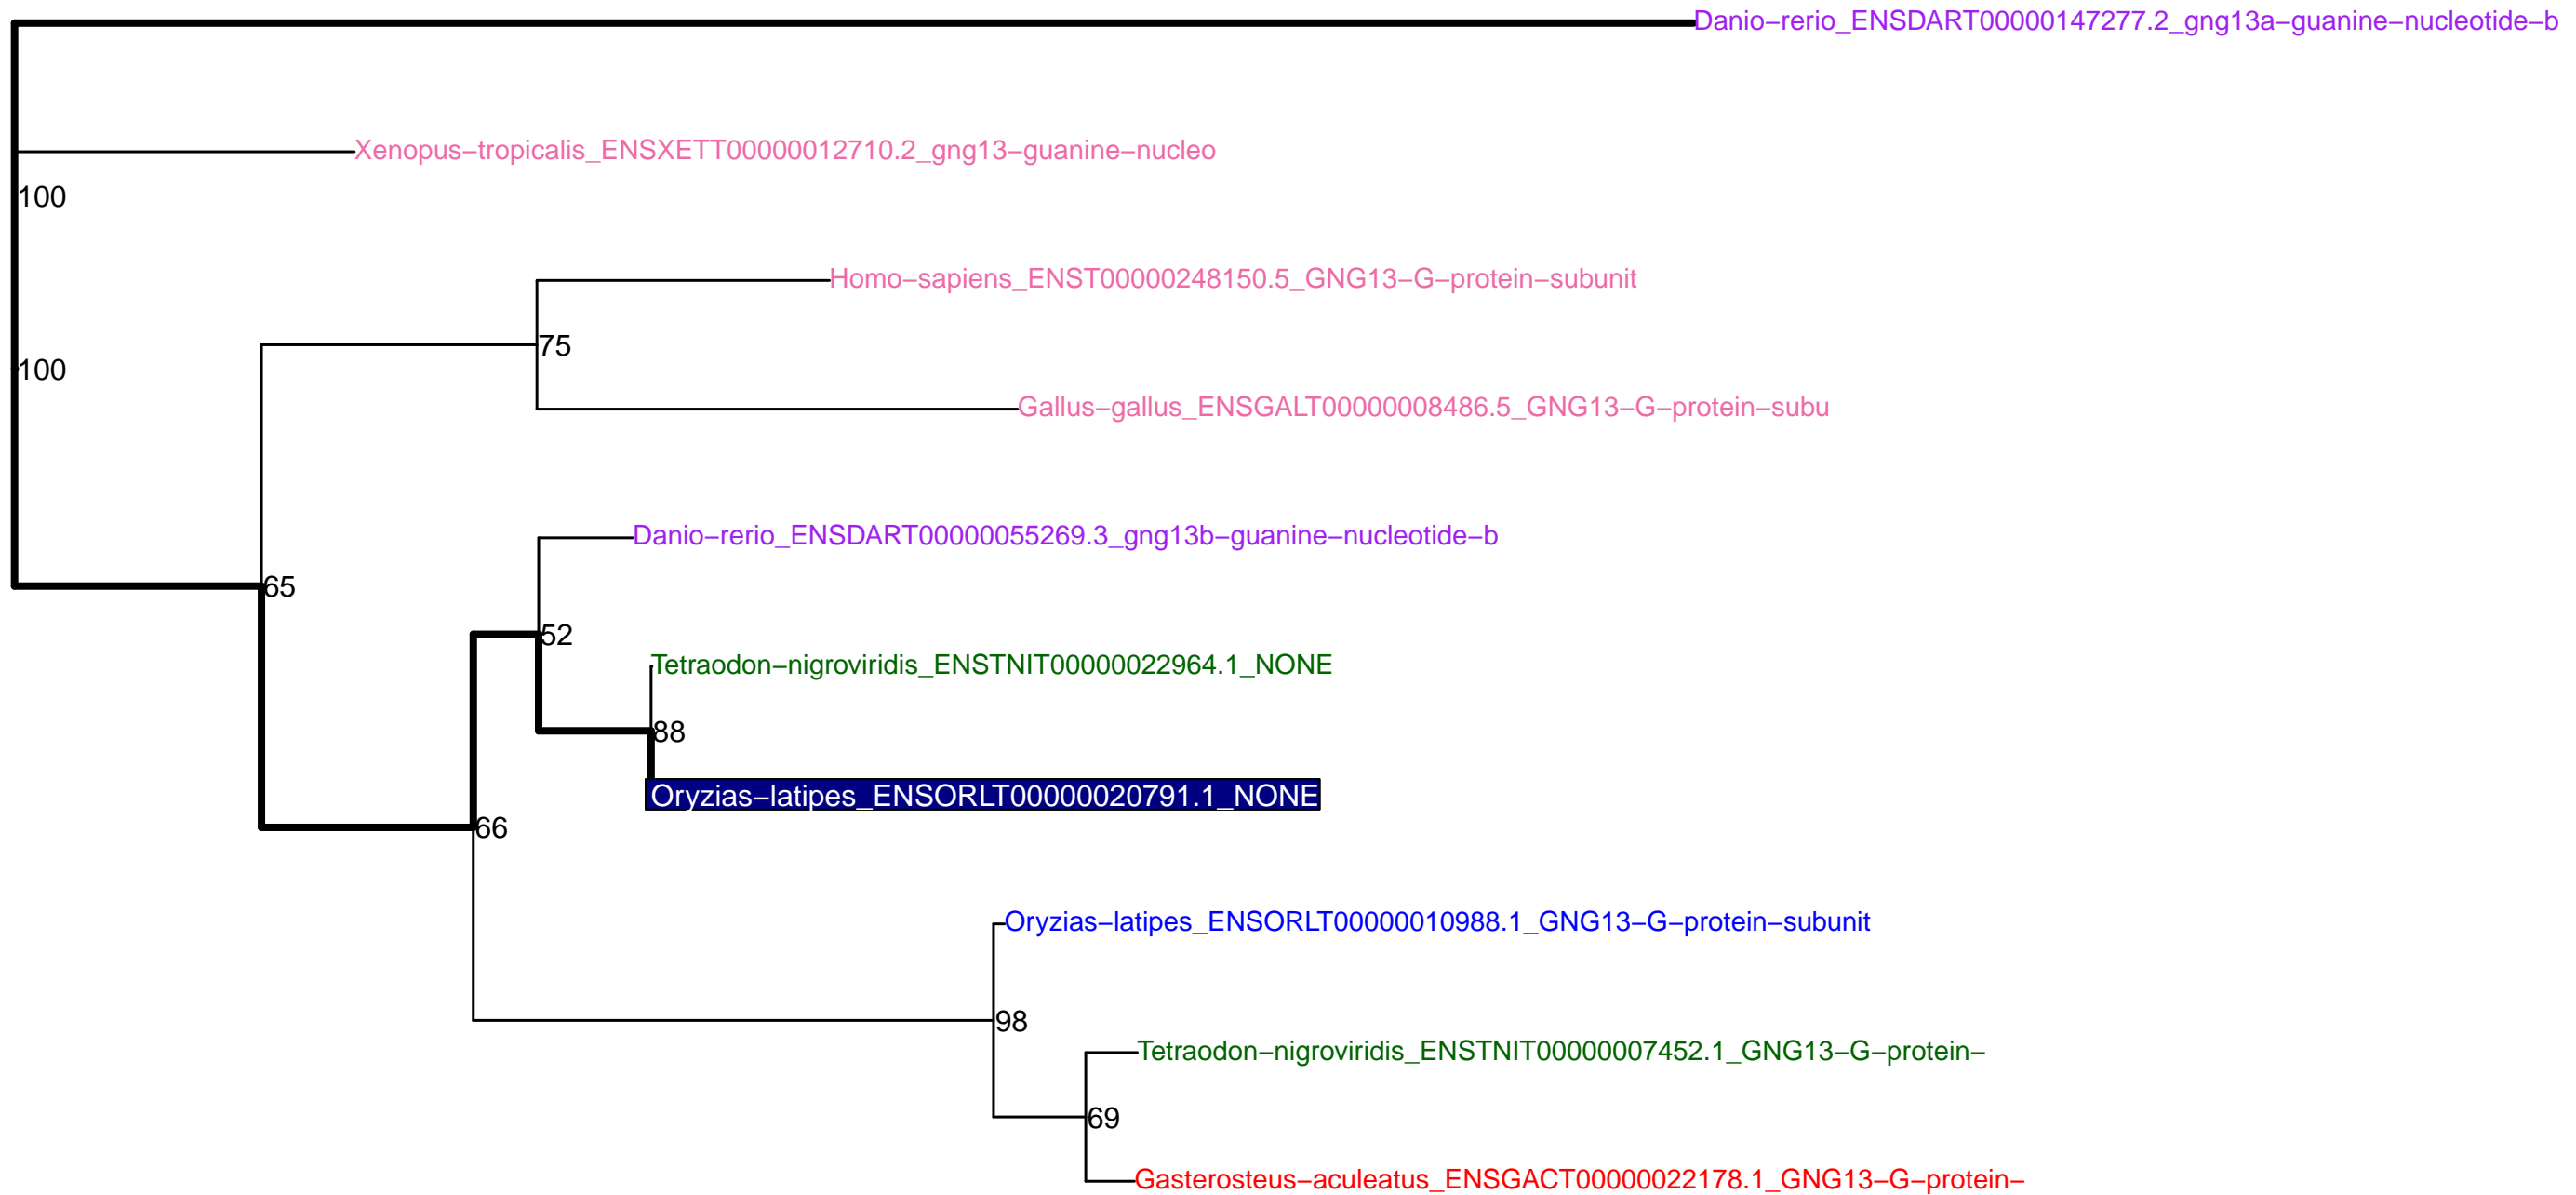 Danio−rerio_ENSDART00000147277.2_gng13a−guanine−nucleotide−b
Xenopus−tropicalis_ENSXETT00000012710.2_gng13−guanine−nucleo
100
Homo−sapiens_ENST00000248150.5_GNG13−G−protein−subunit
75
100
Gallus−gallus_ENSGALT00000008486.5_GNG13−G−protein−subu
Danio−rerio_ENSDART00000055269.3_gng13b−guanine−nucleotide−b
65
52
Tetraodon−nigroviridis_ENSTNIT00000022964.1_NONE
88
Oryzias−latipes_ENSORLT00000020791.1_NONE
66
Oryzias−latipes_ENSORLT00000010988.1_GNG13−G−protein−subunit
98
Tetraodon−nigroviridis_ENSTNIT00000007452.1_GNG13−G−protein−
69
Gasterosteus−aculeatus_ENSGACT00000022178.1_GNG13−G−protein−